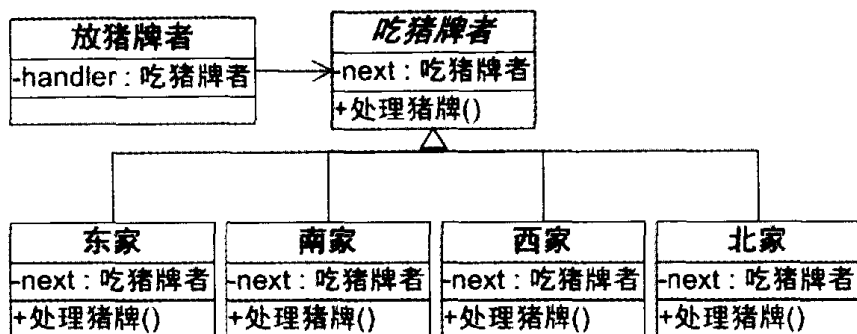 放猪牌者
-handler : 吃猪牌者
吃猪牌者
-next : 吃猪牌者
+处理猪牌()
东家
-next : 吃猪牌者
+处理猪牌()
南家
-next : 吃猪牌者
+处理猪牌()
西家
-next : 吃猪牌者
+处理猪牌()
北家
-next : 吃猪牌者
+处理猪牌()